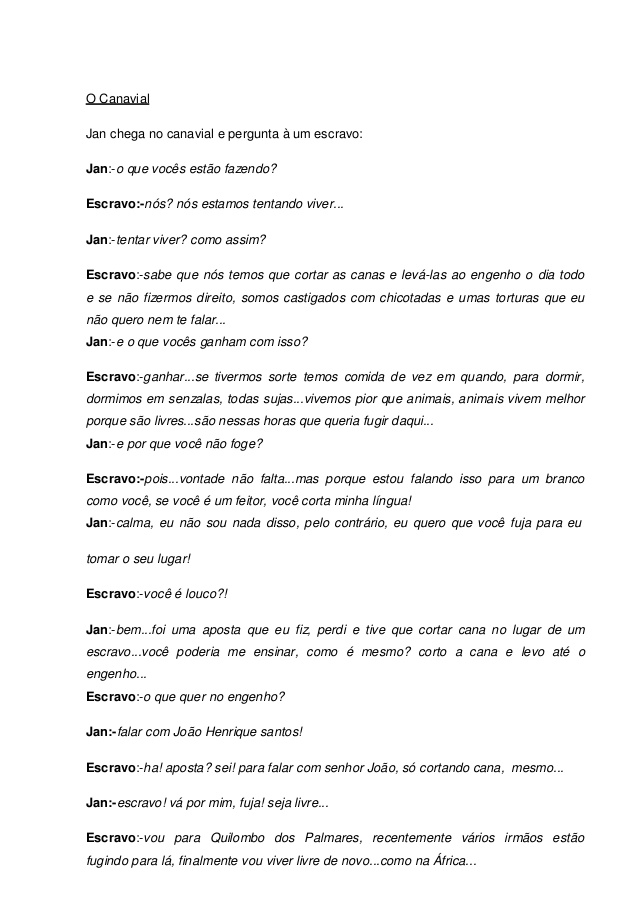 O Canavial
Jan chega no canavial e pergunta à um escravo:
Jan:-o que vocês estão fazendo?
Escravo:-nós? nós estamos tentando viver...
Jan:-tentar viver? como assim?
Escravo:-sabe que nós temos que cortar as canas e levá-las ao engenho o dia todo
e se não fizermos direito, somos castigados com chicotadas e umas torturas que eu
não quero nem te falar...
Jan:-e o que vocês ganham com isso?
Escravo:-ganhar...se tivermos sorte temos comida de vez em quando, para dormir,
dormimos em senzalas, todas sujas...vivemos pior que animais, animais vivem melhor
porque são livres...são nessas horas que queria fugir daqui...
Jan:-e por que você não foge?
Escravo:-pois...vontade não falta...mas porque estou falando isso para um branco
como você, se você é um feitor, você corta minha língua!
Jan:-calma, eu não sou nada disso, pelo contrário, eu quero que você fuja para eu
tomar o seu lugar!
Escravo:-você é louco?!
Jan:-bem...foi uma aposta que eu fiz, perdi e tive que cortar cana no lugar de um
escravo...você poderia me ensinar, como é mesmo? corto a cana e levo até o
engenho...
Escravo:-o que quer no engenho?
Jan:-falar com João Henrique santos!
Escravo:-ha! aposta? sei! para falar com senhor João, só cortando cana, mesmo...
Jan:-escravo! vá por mim, fuja! seja livre...
Escravo:-vou para Quilombo dos Palmares, recentemente vários irmãos estão
fugindo para lá, finalmente vou viver livre de novo...como na África...